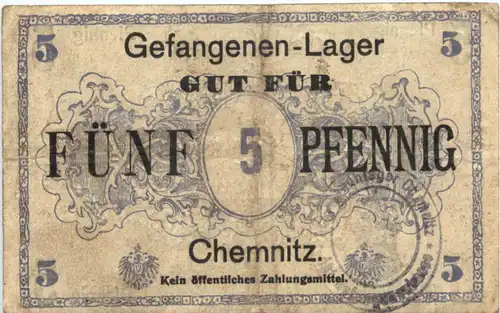 5 5
Gefangenen-Lager
GUT FÜR
FÜNF 5 PFENNIG
Chemnitz.
Kein öffentliches Zahlungsmittel.
5 5